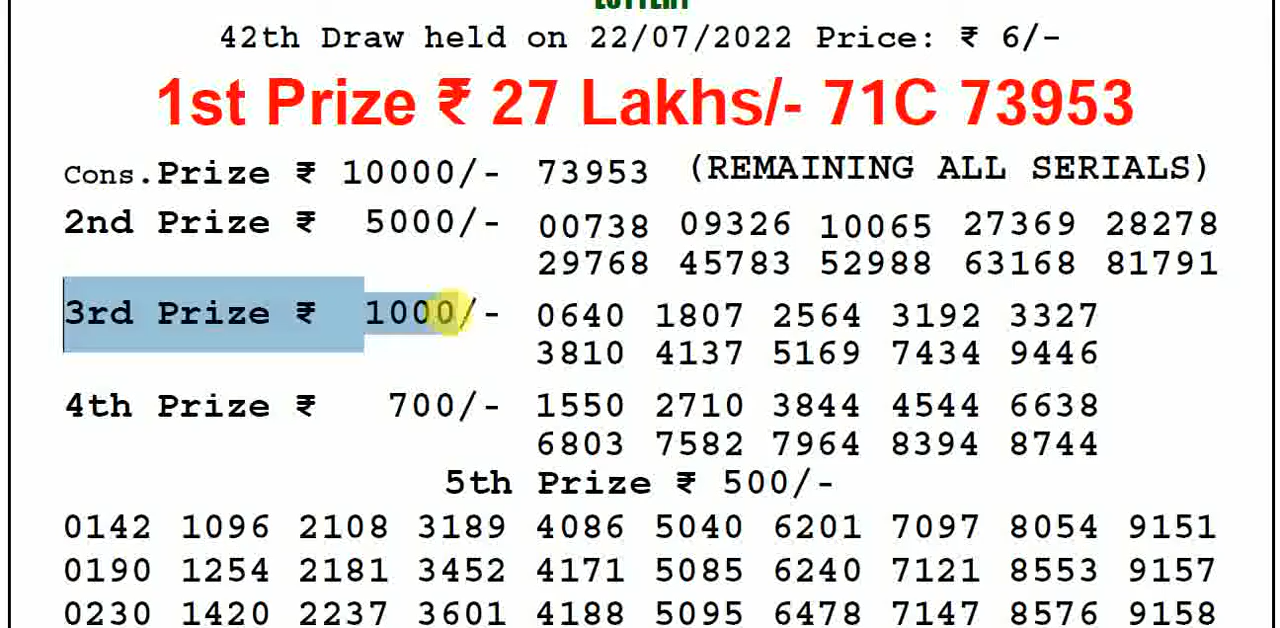 LOTTERY
42th Draw held on 22/07/2022 Price: ₹ 6/-
1st Prize ₹ 27 Lakhs/- 71C 73953
Cons.Prize ₹ 10000/- 73953 (REMAINING ALL SERIALS)
2nd Prize ₹ 5000/- 00738 09326 10065 27369 28278
29768 45783 52988 63168 81791
3rd Prize ₹ 1000/- 0640 1807 2564 3192 3327
3810 4137 5169 7434 9446
4th Prize ₹ 700/- 1550 2710 3844 4544 6638
6803 7582 7964 8394 8744
5th Prize ₹ 500/-
0142 1096 2108 3189 4086 5040 6201 7097 8054 9151
0190 1254 2181 3452 4171 5085 6240 7121 8553 9157
0230 1420 2237 3601 4188 5095 6478 7147 8576 9158